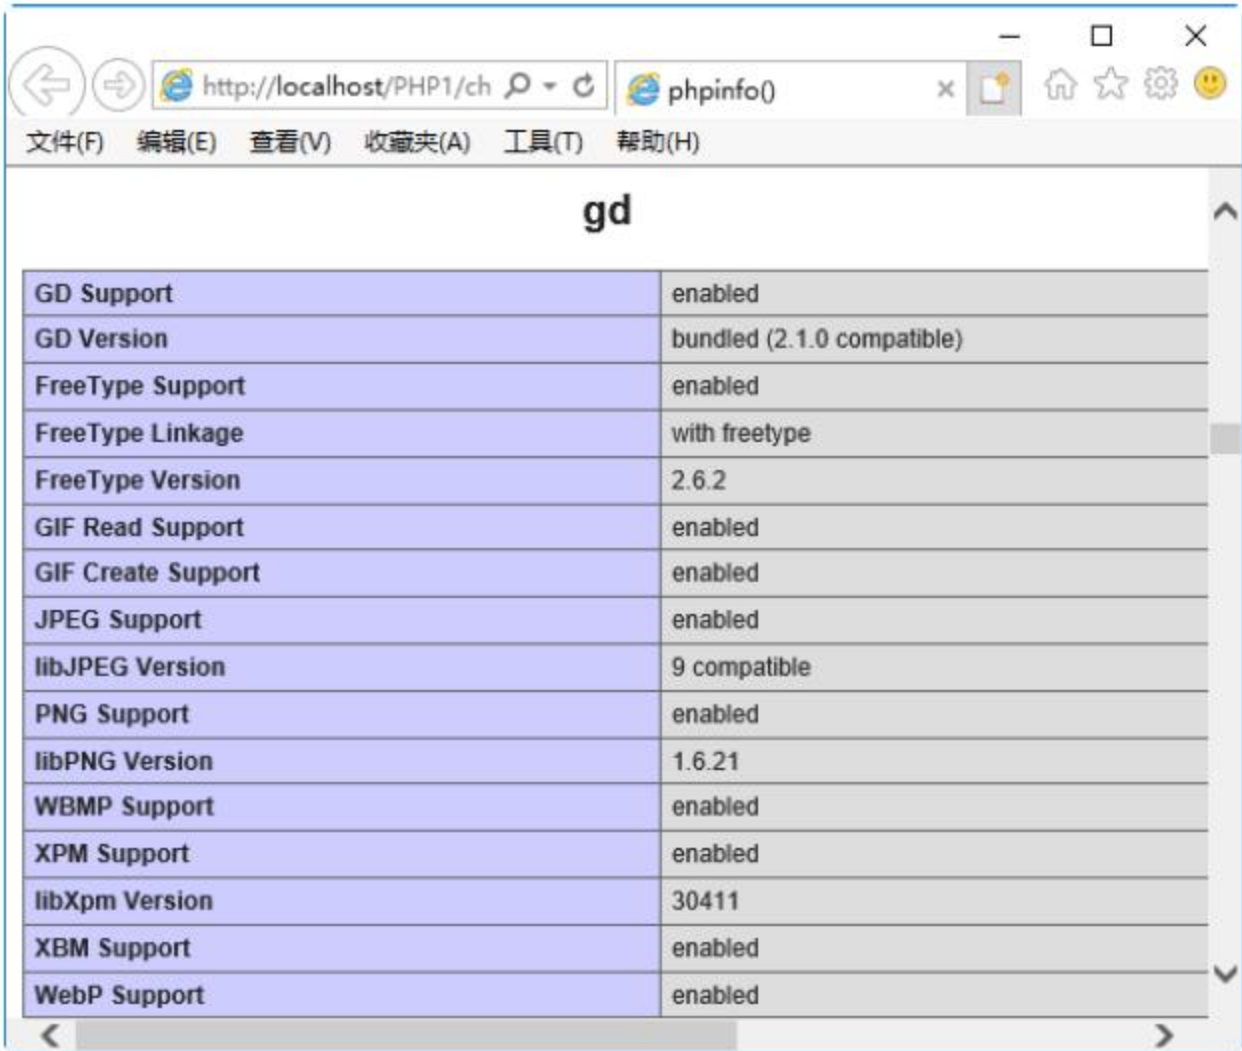 http://localhost/PHP1/ch
phpinfo()
文件(F) 编辑(E) 查看(V) 收藏夹(A) 工具(T) 帮助(H)
gd
GD Support enabled
GD Version bundled (2.1.0 compatible)
FreeType Support enabled
FreeType Linkage with freetype
FreeType Version 2.6.2
GIF Read Support enabled
GIF Create Support enabled
JPEG Support enabled
libJPEG Version 9 compatible
PNG Support enabled
libPNG Version 1.6.21
WBMP Support enabled
XPM Support enabled
libXpm Version 30411
XBM Support enabled
WebP Support enabled